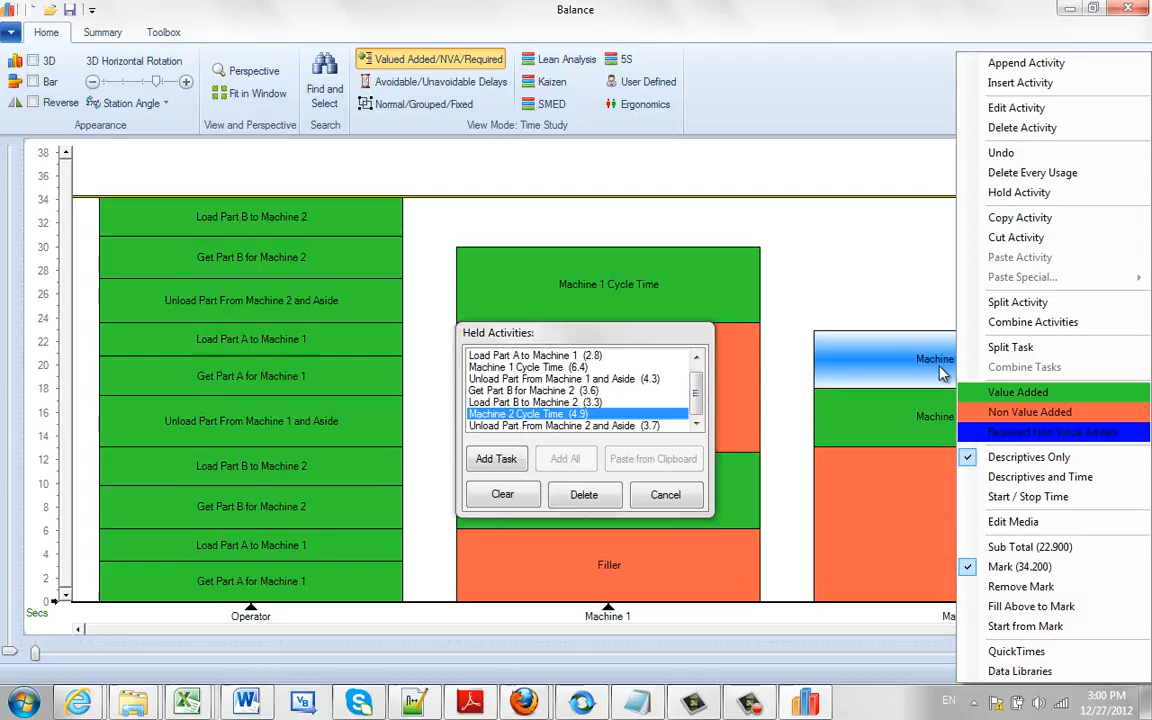 Balance
Home Summary Toolbox
3D 3D Horizontal Rotation
Bar
Reverse Station Angle
Appearance
Perspective
Fit in Window
View and Perspective
Find and
Select
Search
Valued Added/NVA/Required
Avoidable/Unavoidable Delays
Normal/Grouped/Fixed
Lean Analysis
Kaizen
SMED
5S
User Defined
Ergonomics
View Mode: Time Study
38
36
34
32
30
28
26
24
22
20
18
16
14
12
10
8
6
4
2
0
Secs
Load Part B to Machine 2
Get Part B for Machine 2
Unload Part From Machine 2 and Aside
Load Part A to Machine 1
Get Part A for Machine 1
Unload Part From Machine 1 and Aside
Load Part B to Machine 2
Get Part B for Machine 2
Load Part A to Machine 1
Get Part A for Machine 1
Operator
Machine 1 Cycle Time
Filler
Machine 1
Machine
Machine
Ma
Held Activities:
Load Part A to Machine 1 (2.8)
Machine 1 Cycle Time (6.4)
Unload Part From Machine 1 and Aside (4.3)
Get Part B for Machine 2 (3.6)
Load Part B to Machine 2 (3.3)
Machine 2 Cycle Time (4.9)
Unload Part From Machine 2 and Aside (3.7)
Add Task Add All Paste from Clipboard
Clear Delete Cancel
Append Activity
Insert Activity
Edit Activity
Delete Activity
Undo
Delete Every Usage
Hold Activity
Copy Activity
Cut Activity
Paste Activity
Paste Special...
Split Activity
Combine Activities
Split Task
Combine Tasks
Value Added
Non Value Added
Required Non Value Added
Descriptives Only
Descriptives and Time
Start / Stop Time
Edit Media
Sub Total (22.900)
Mark (34.200)
Remove Mark
Fill Above to Mark
Start from Mark
QuickTimes
Data Libraries
EN
3:00 PM
12/27/2012